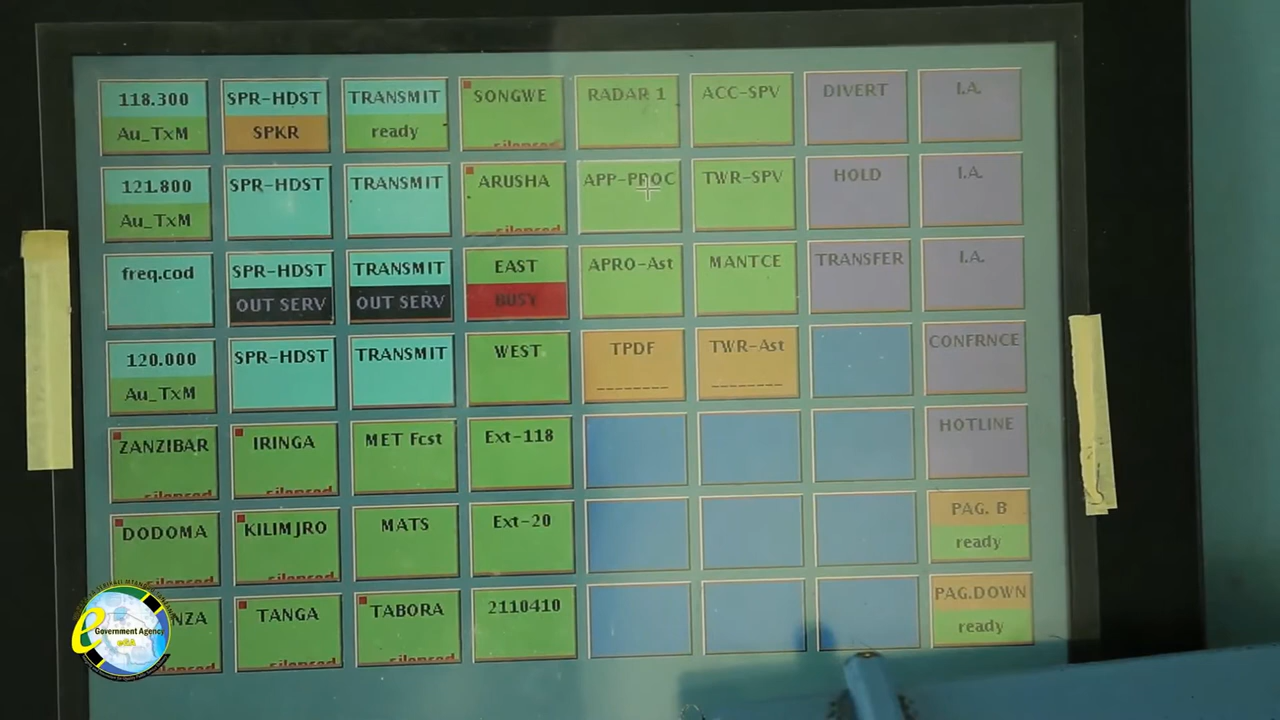 118.300
Au_TxM
SPR-HDST
SPKR
TRANSMIT
ready
SONGWE
RADAR 1
ACC-SPV
DIVERT
I.A.
121.800
Au_TxM
SPR-HDST
TRANSMIT
ARUSHA
APP-PROC
TWR-SPV
HOLD
I.A.
freq.cod
SPR-HDST
OUT SERV
TRANSMIT
OUT SERV
EAST
BUSY
APRO-Ast
MANTCE
TRANSFER
I.A.
120.000
Au_TxM
SPR-HDST
TRANSMIT
WEST
TPDF
TWR-Ast
CONFRNCE
ZANZIBAR
IRINGA
MET Fcst
Ext-118
HOTLINE
DODOMA
KILIMJRO
MATS
Ext-20
PAG. B
ready
NZA
TANGA
TABORA
2110410
PAG.DOWN
ready
e
Government Agency
eGA